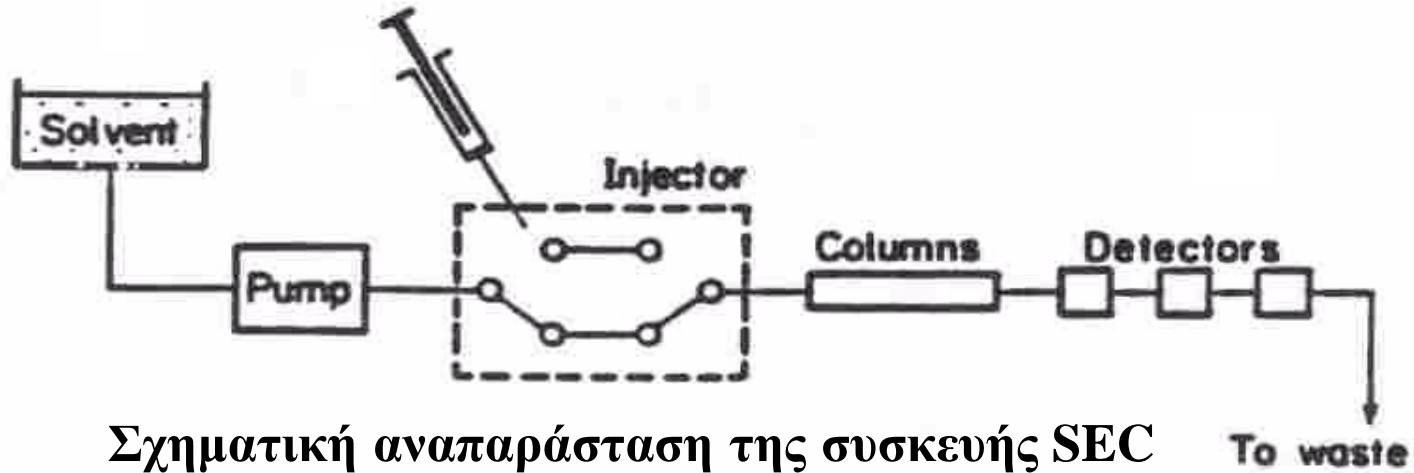 Solvent
Injector
Pump
Columns
Detectors
Σχηματική αναπαράσταση της συσκευής SEC
To waste